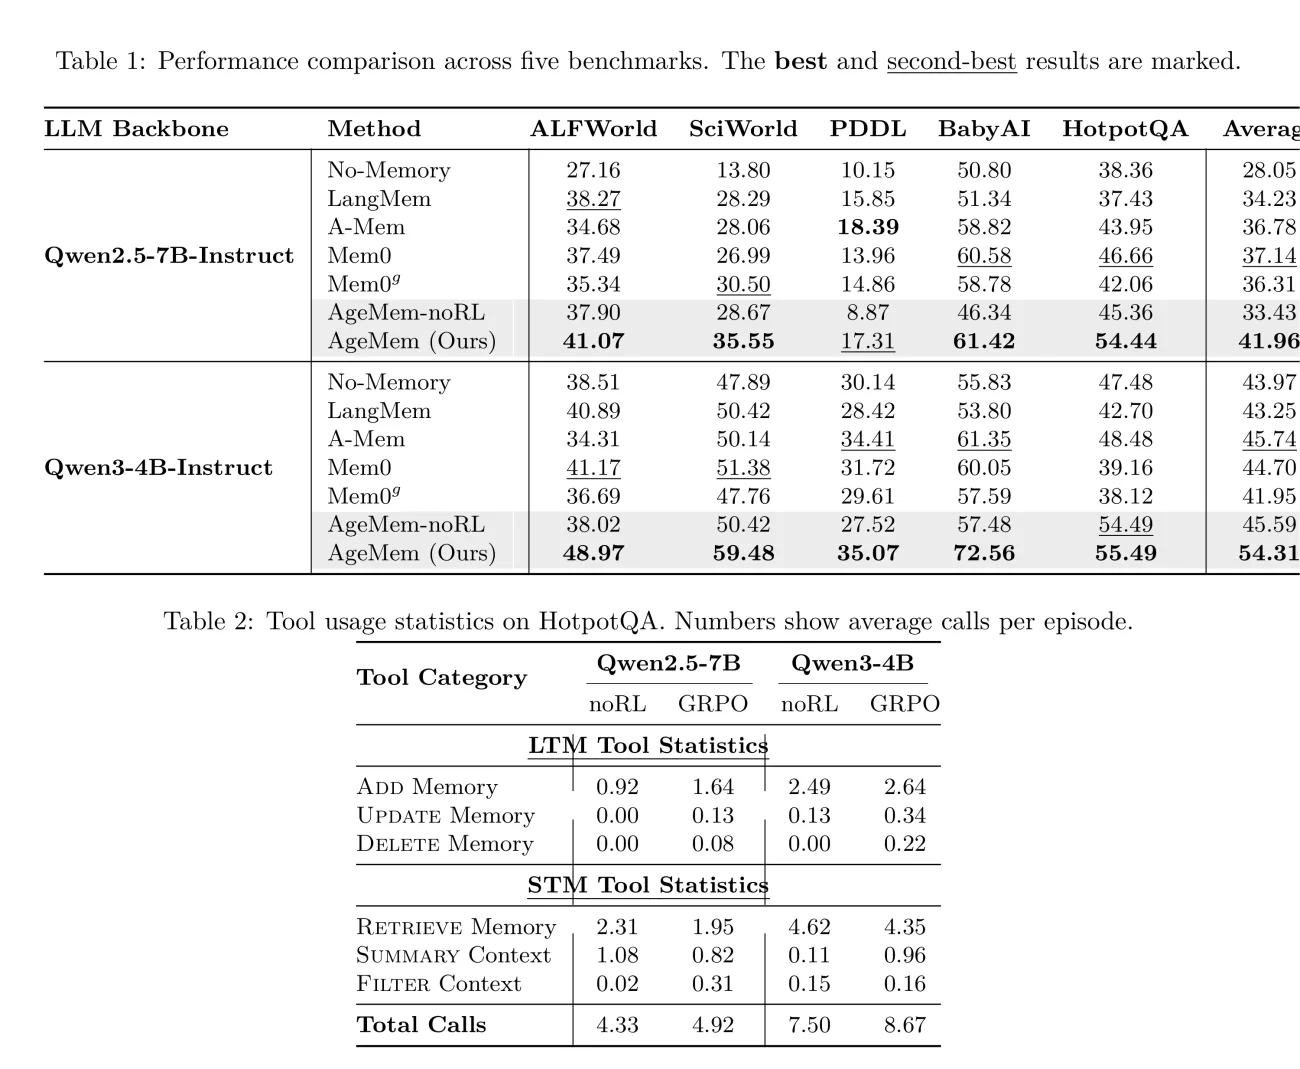 Table 1: Performance comparison across five benchmarks. The best and second-best results are marked.
LLM Backbone Method ALFWorld SciWorld PDDL BabyAI HotpotQA Averag
No-Memory 27.16 13.80 10.15 50.80 38.36 28.05
LangMem 38.27 28.29 15.85 51.34 37.43 34.23
A-Mem 34.68 28.06 18.39 58.82 43.95 36.78
Qwen2.5-7B-Instruct Mem0 37.49 26.99 13.96 60.58 46.66 37.14
Mem0g 35.34 30.50 14.86 58.78 42.06 36.31
AgeMem-noRL 37.90 28.67 8.87 46.34 45.36 33.43
AgeMem (Ours) 41.07 35.55 17.31 61.42 54.44 41.96
No-Memory 38.51 47.89 30.14 55.83 47.48 43.97
LangMem 40.89 50.42 28.42 53.80 42.70 43.25
A-Mem 34.31 50.14 34.41 61.35 48.48 45.74
Qwen3-4B-Instruct Mem0 41.17 51.38 31.72 60.05 39.16 44.70
Mem0g 36.69 47.76 29.61 57.59 38.12 41.95
AgeMem-noRL 38.02 50.42 27.52 57.48 54.49 45.59
AgeMem (Ours) 48.97 59.48 35.07 72.56 55.49 54.31
Table 2: Tool usage statistics on HotpotQA. Numbers show average calls per episode.
Tool Category Qwen2.5-7B Qwen3-4B
noRL GRPO noRL GRPO
LTM Tool Statistics
Add Memory 0.92 1.64 2.49 2.64
Update Memory 0.00 0.13 0.13 0.34
Delete Memory 0.00 0.08 0.00 0.22
STM Tool Statistics
Retrieve Memory 2.31 1.95 4.62 4.35
Summary Context 1.08 0.82 0.11 0.96
Filter Context 0.02 0.31 0.15 0.16
Total Calls 4.33 4.92 7.50 8.67